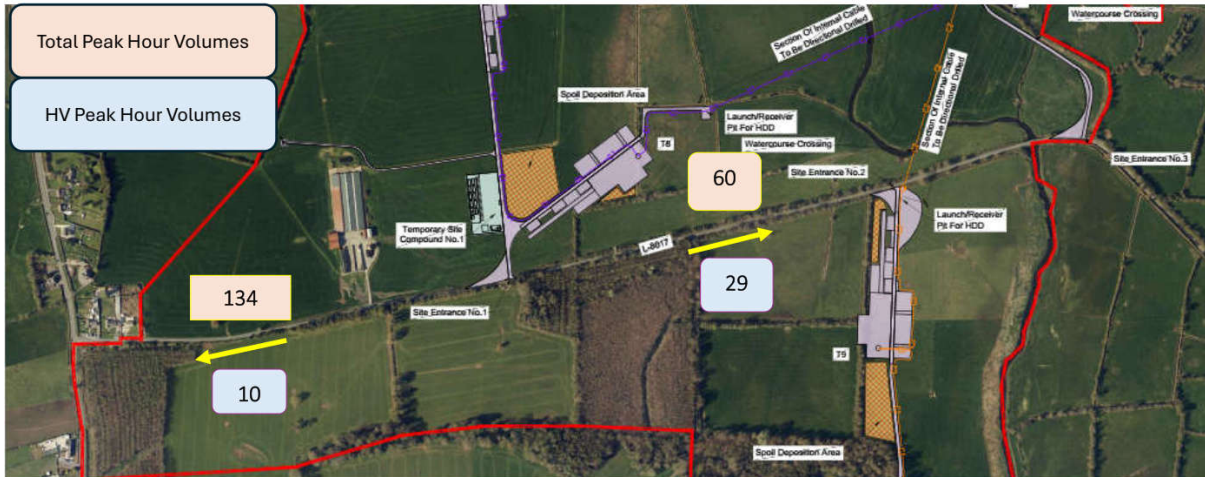 Total Peak Hour Volumes
HV Peak Hour Volumes
Section Of Internal Cable
To Be Directional Drilled
Watercourse Crossing
Section Of Internal Cable
To Be Directional Drilled
Spoil Deposition Area
Launch/Receiver
Pit For HDD
T8
Watercourse Crossing
Site Entrance No.3
60
Site Entrance No.2
Temporary Site
Compound No.1
L-8017
Launch/Receiver
Pit For HDD
29
134
Site Entrance No.1
T9
10
Spoil Deposition Area